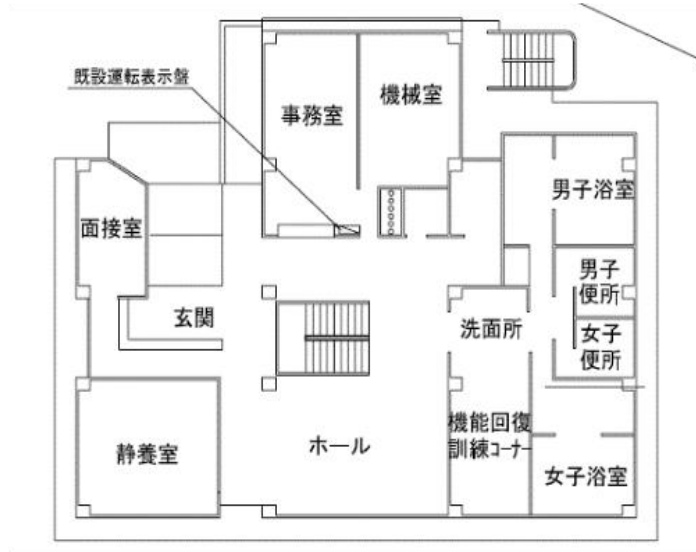 既設運転表示盤
事務室
機械室
男子浴室
面接室
男子
便所
玄関
洗面所
女子
便所
機能回復
訓練コーナー
ホール
静養室
女子浴室